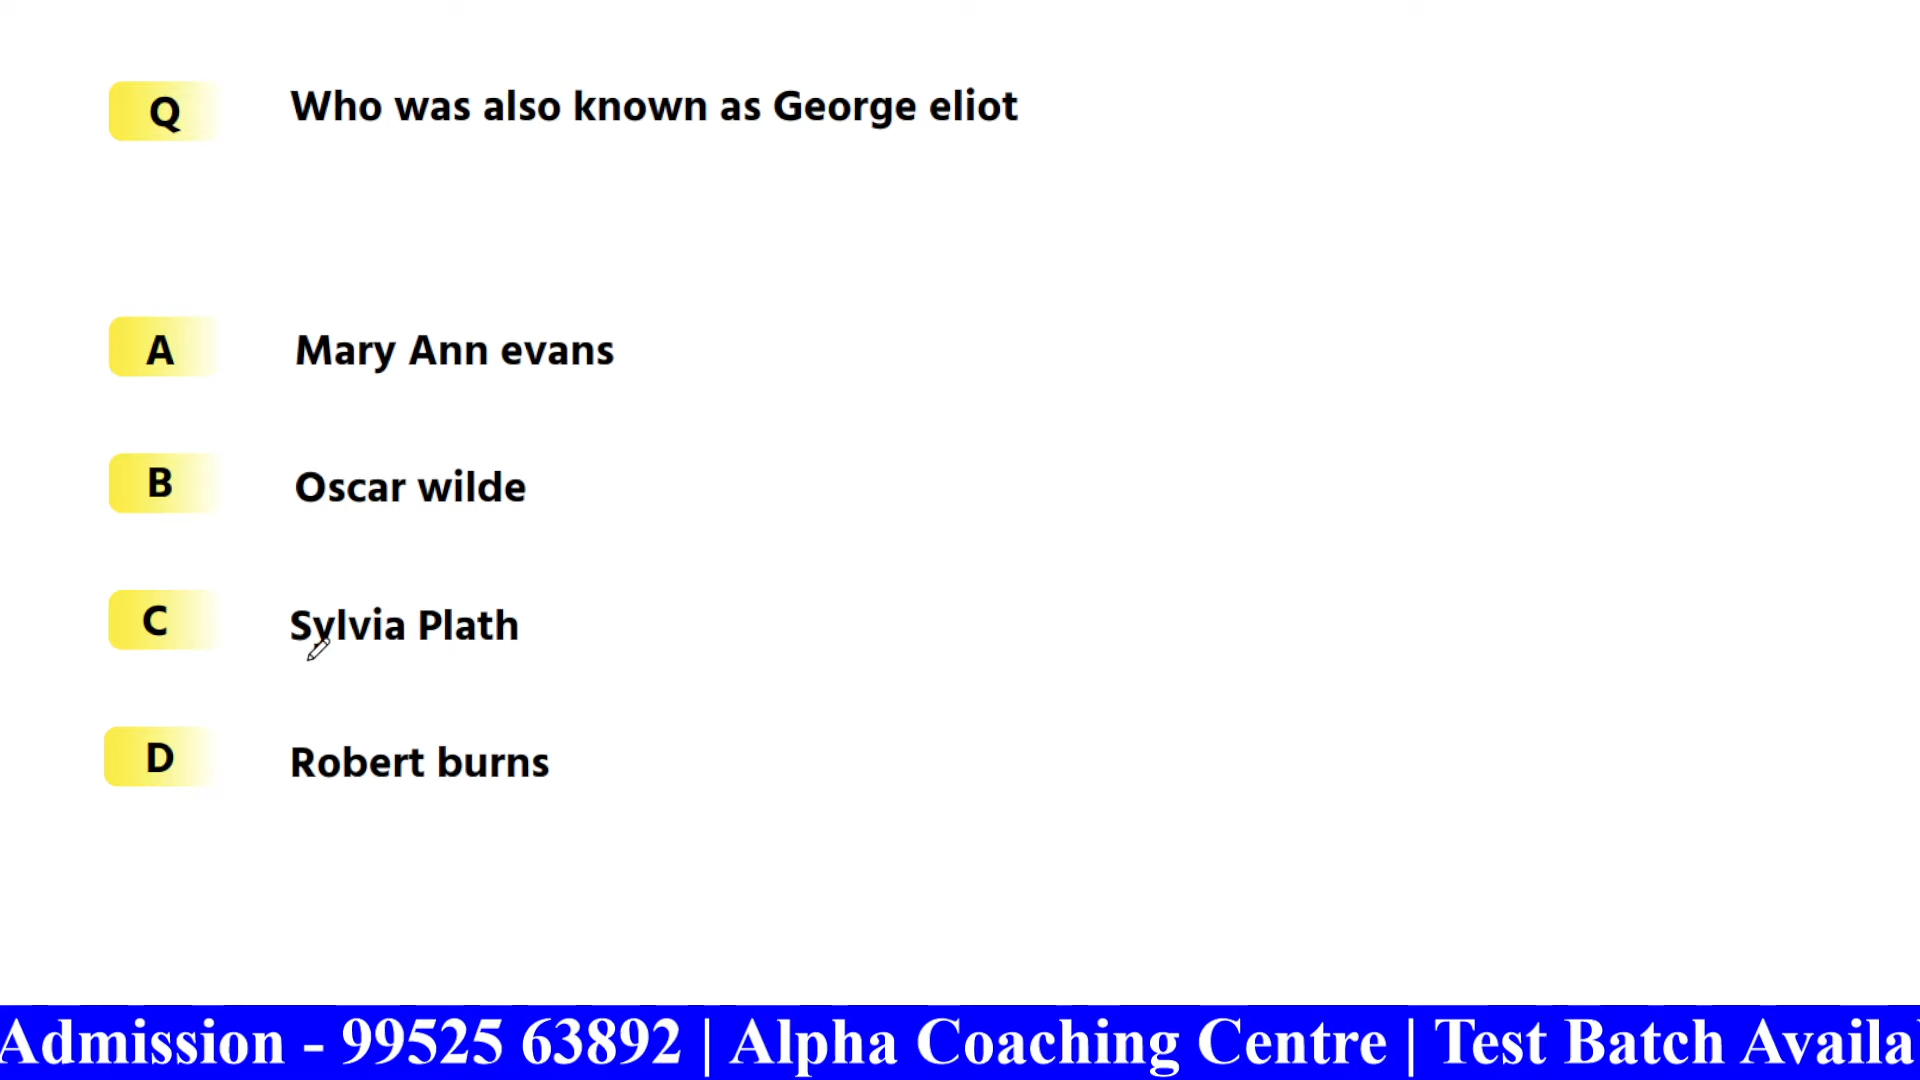 Q Who was also known as George eliot
A Mary Ann evans
B Oscar wilde
C Sylvia Plath
D Robert burns
Admission - 99525 63892 | Alpha Coaching Centre | Test Batch Availa